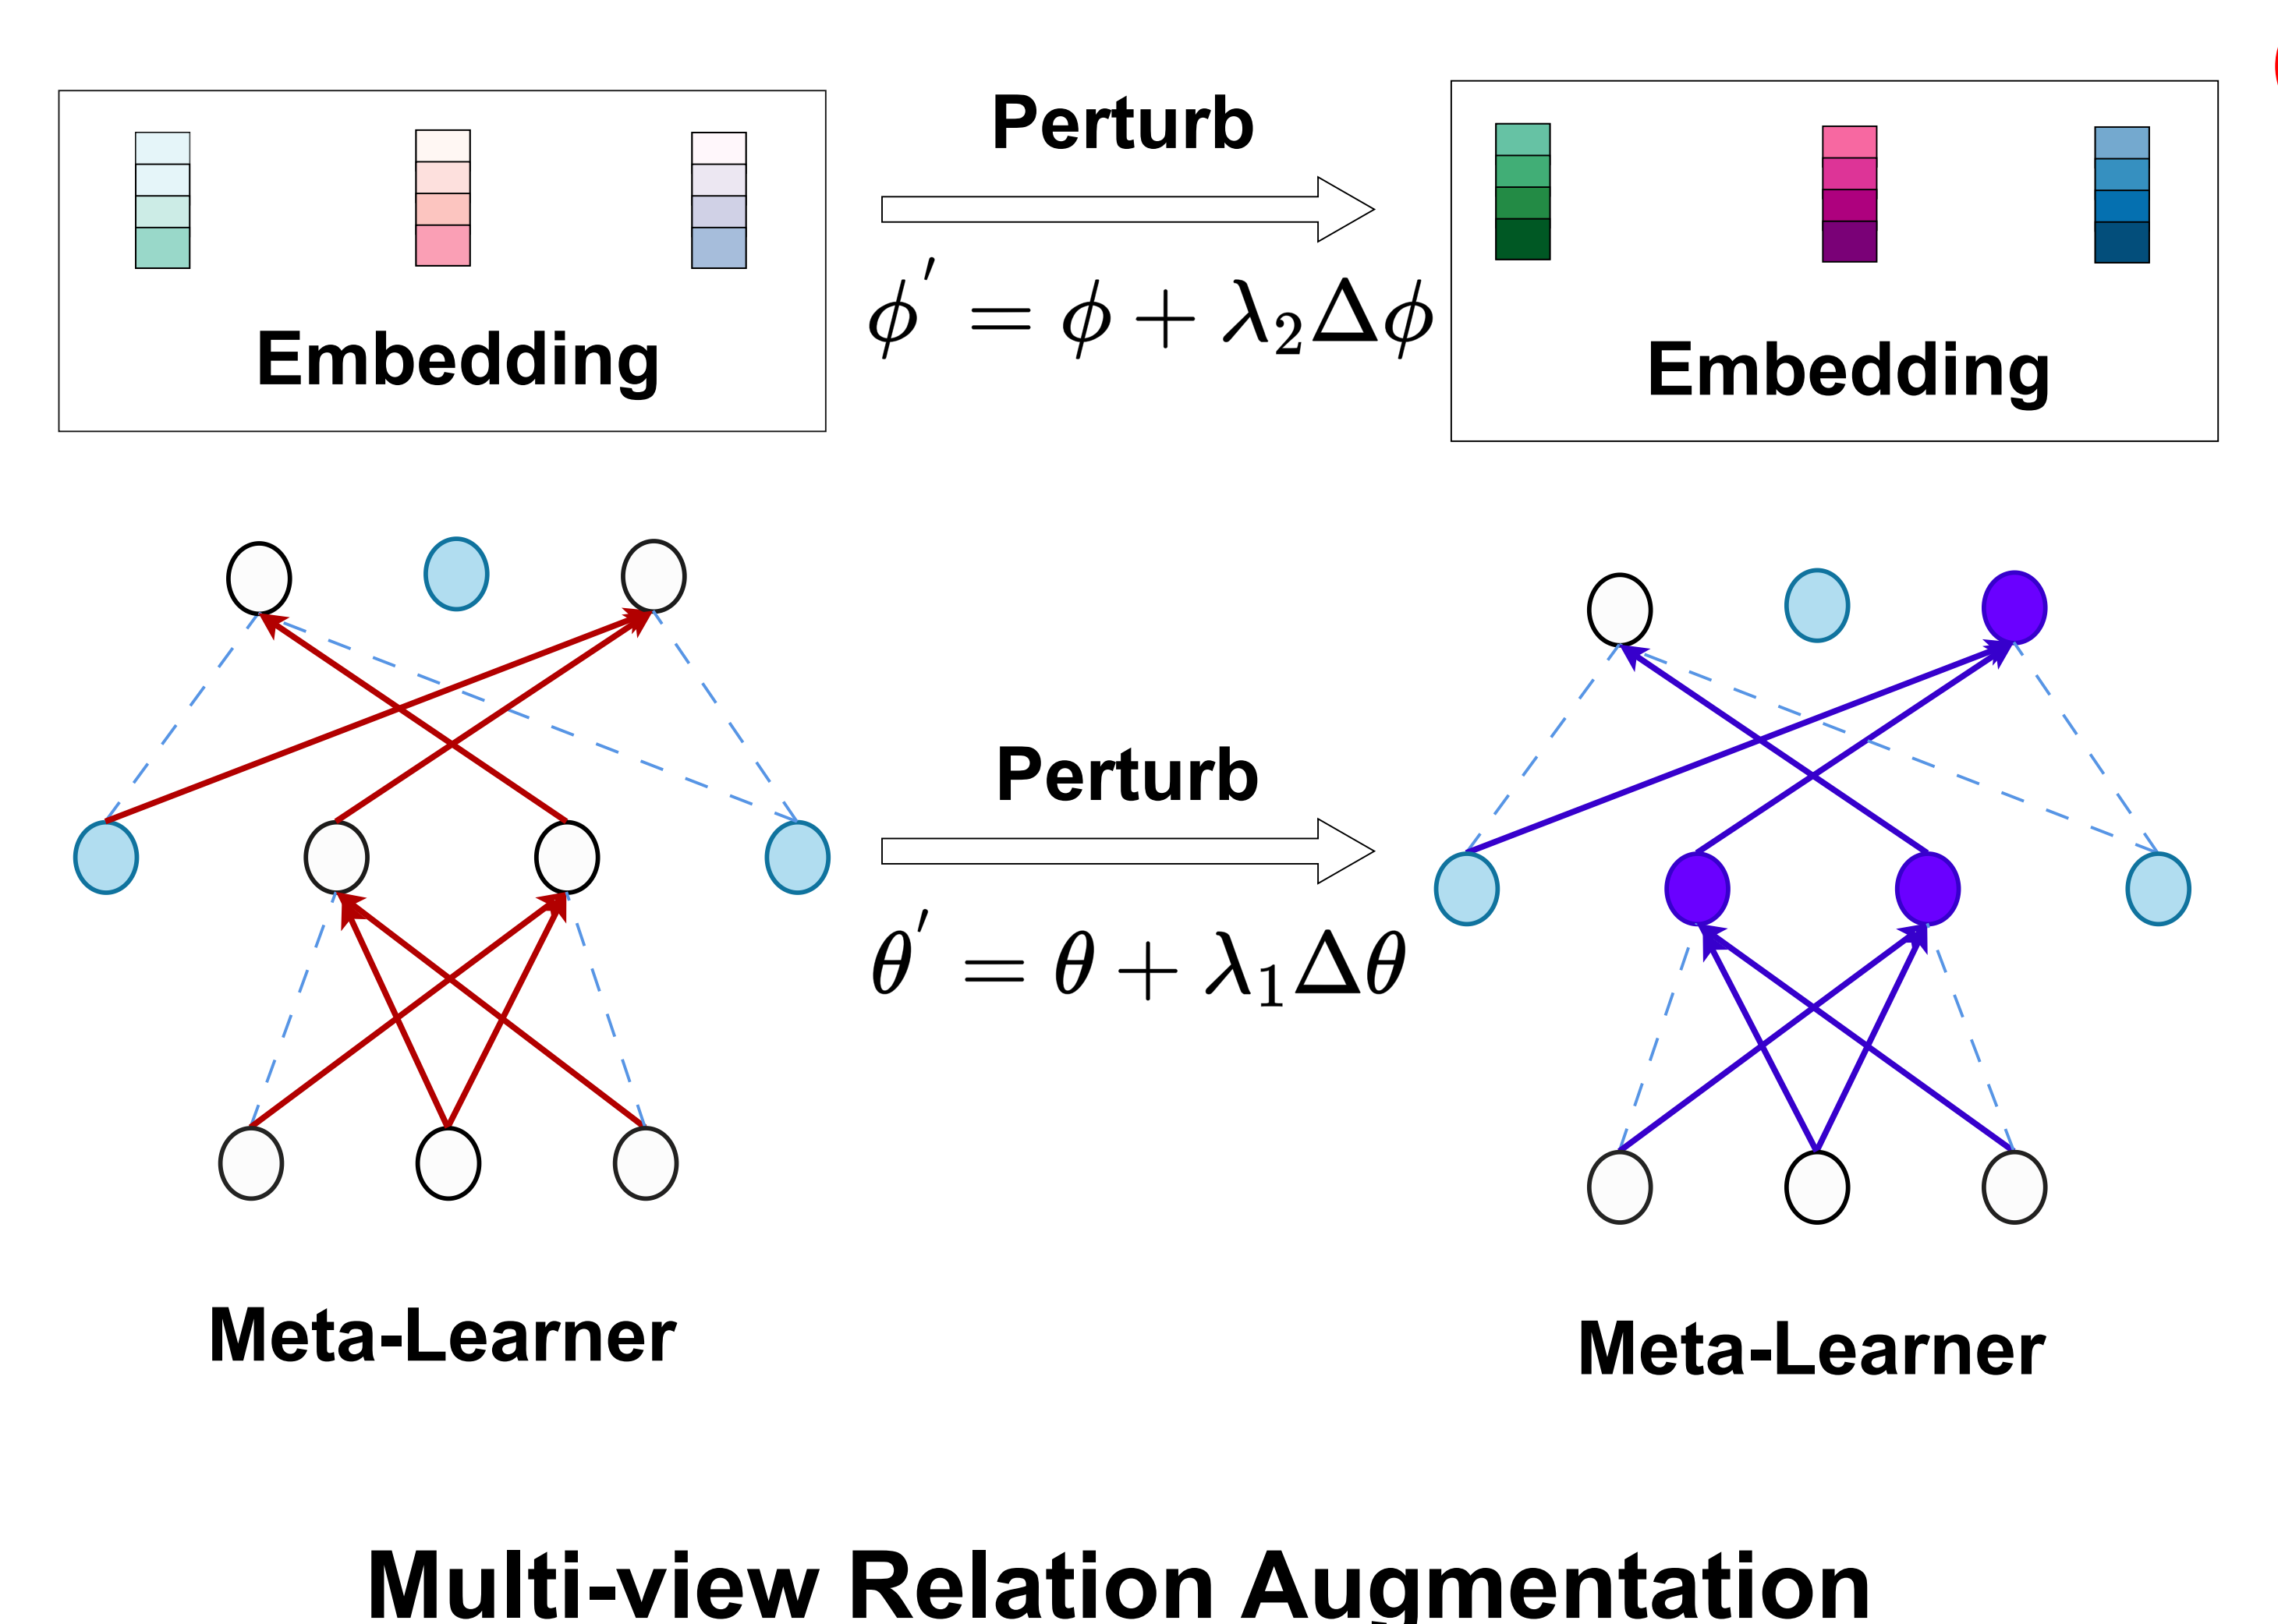 Perturb
ϕ′ = ϕ + λ₂Δϕ
Embedding
Embedding
Perturb
θ′ = θ + λ₁Δθ
Meta-Learner
Meta-Learner
Multi-view Relation Augmentation